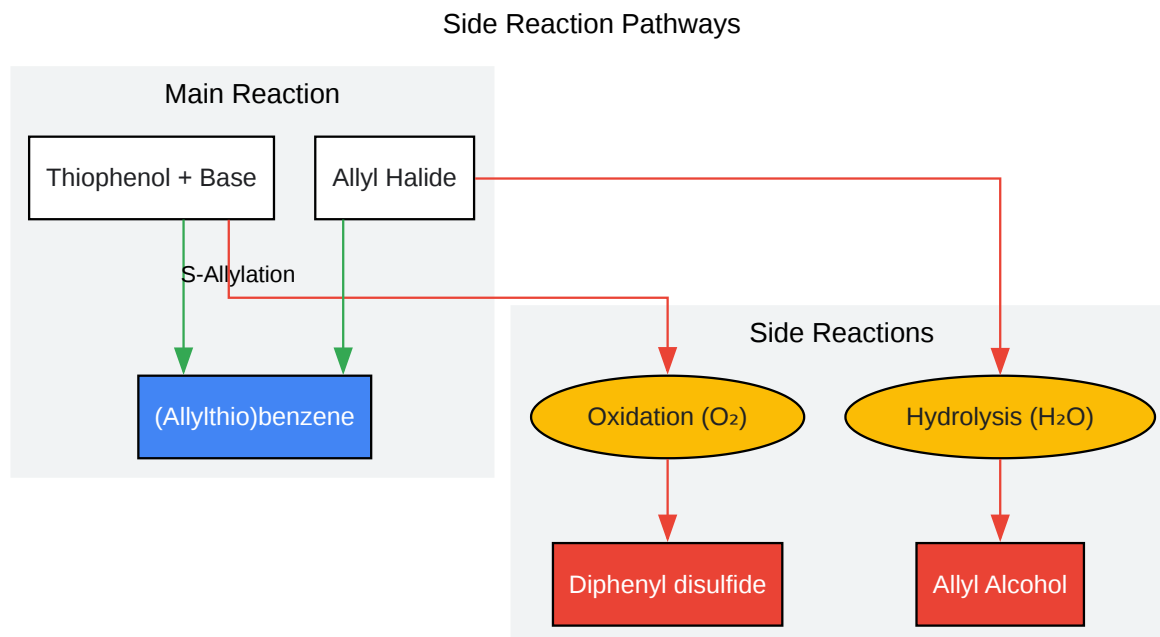 Side Reaction Pathways
Main Reaction
Thiophenol + Base
Allyl Halide
S-Allylation
(Allylthio)benzene
Side Reactions
Oxidation (O₂)
Hydrolysis (H₂O)
Diphenyl disulfide
Allyl Alcohol